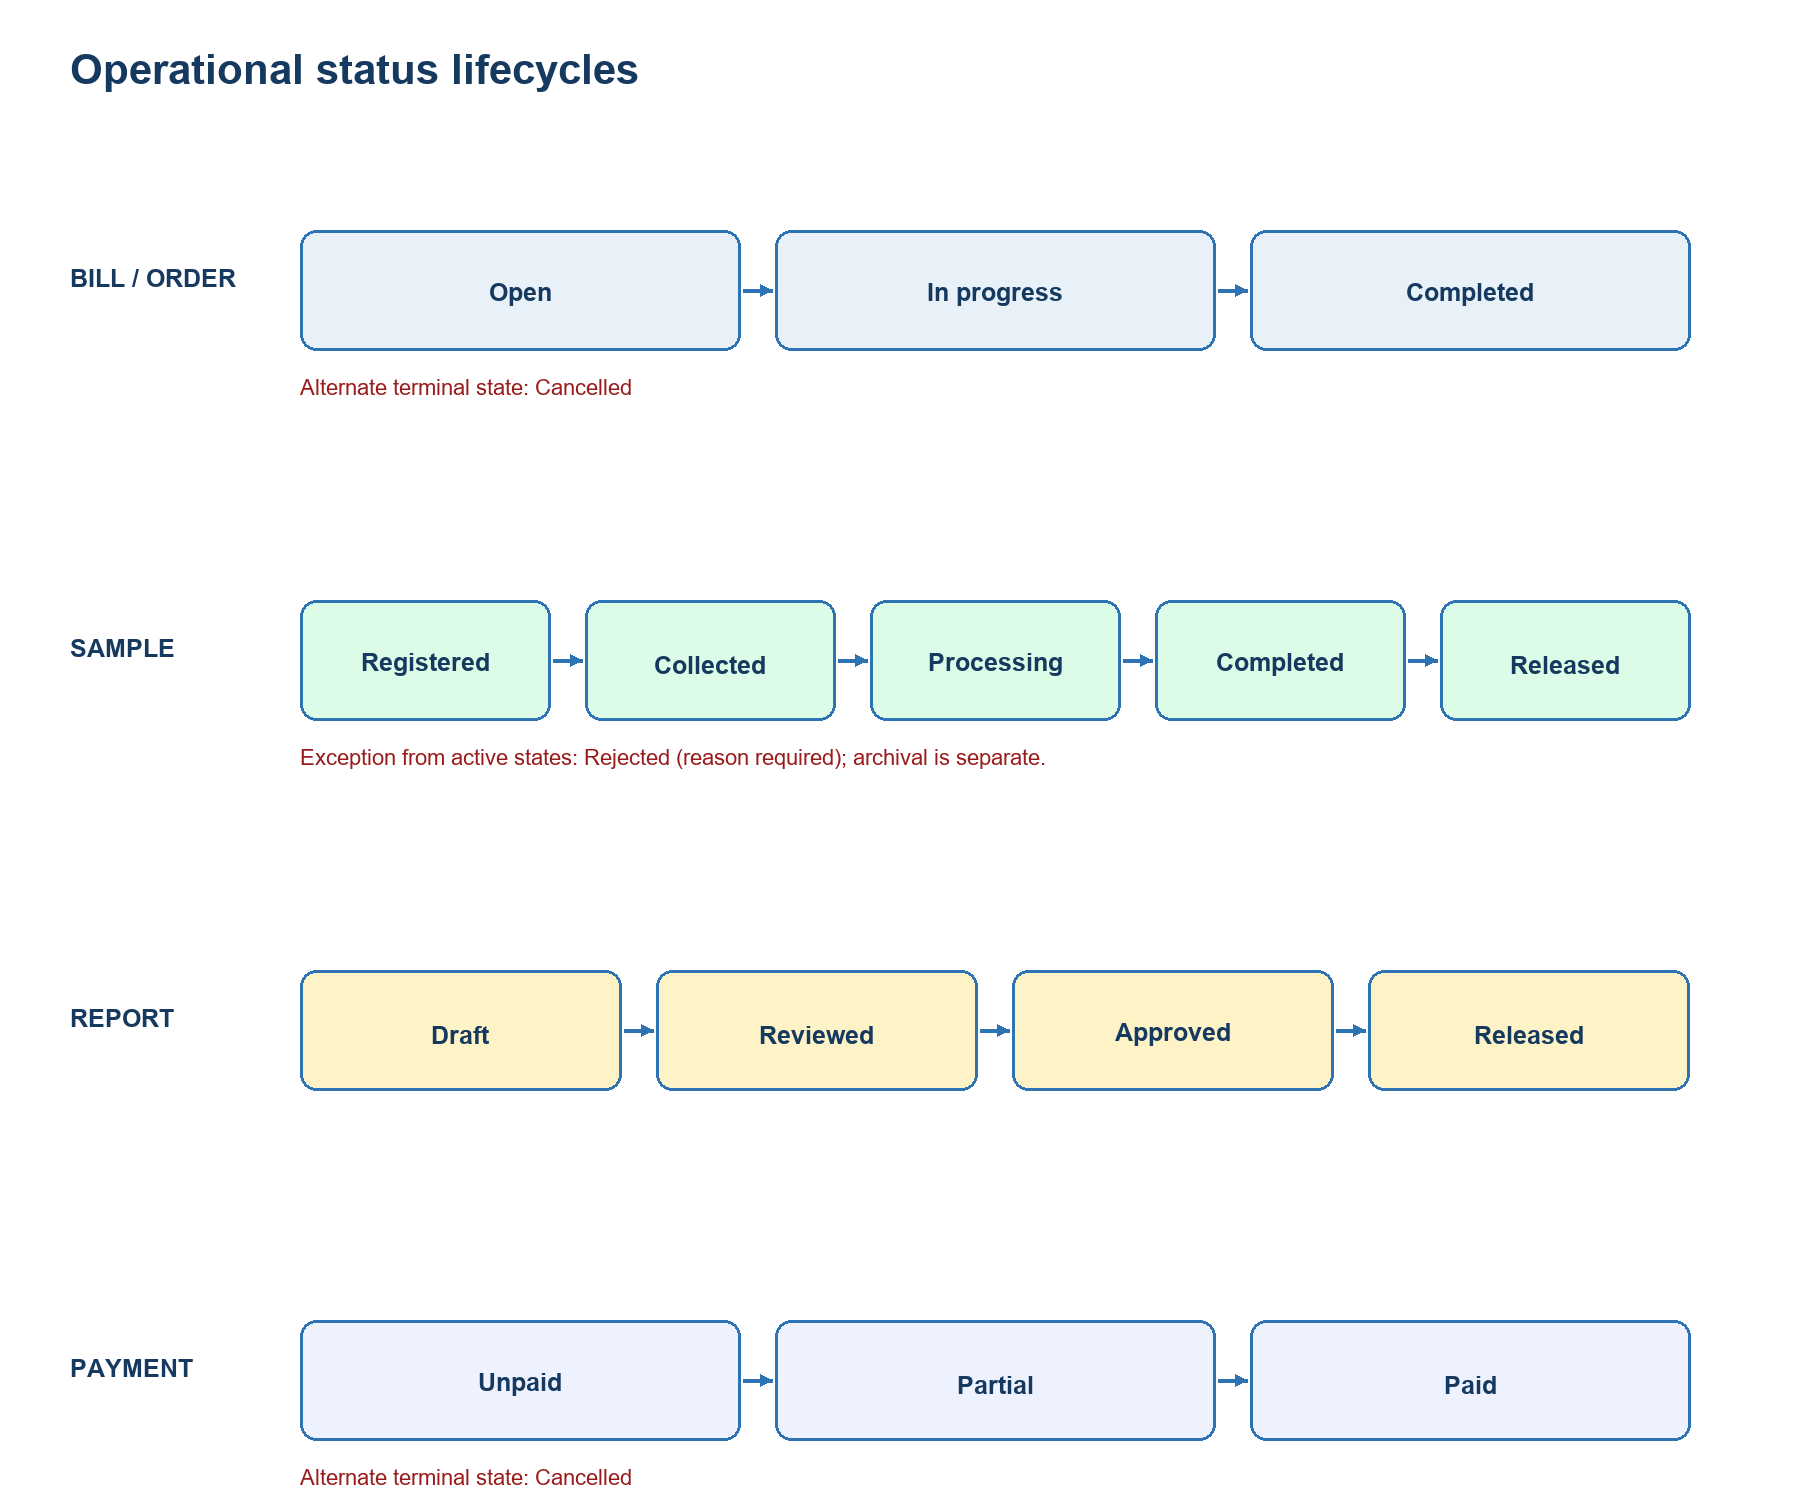 Operational status lifecycles
BILL / ORDER
Open
In progress
Completed
Alternate terminal state: Cancelled
SAMPLE
Registered
Collected
Processing
Completed
Released
Exception from active states: Rejected (reason required); archival is separate.
REPORT
Draft
Reviewed
Approved
Released
PAYMENT
Unpaid
Partial
Paid
Alternate terminal state: Cancelled